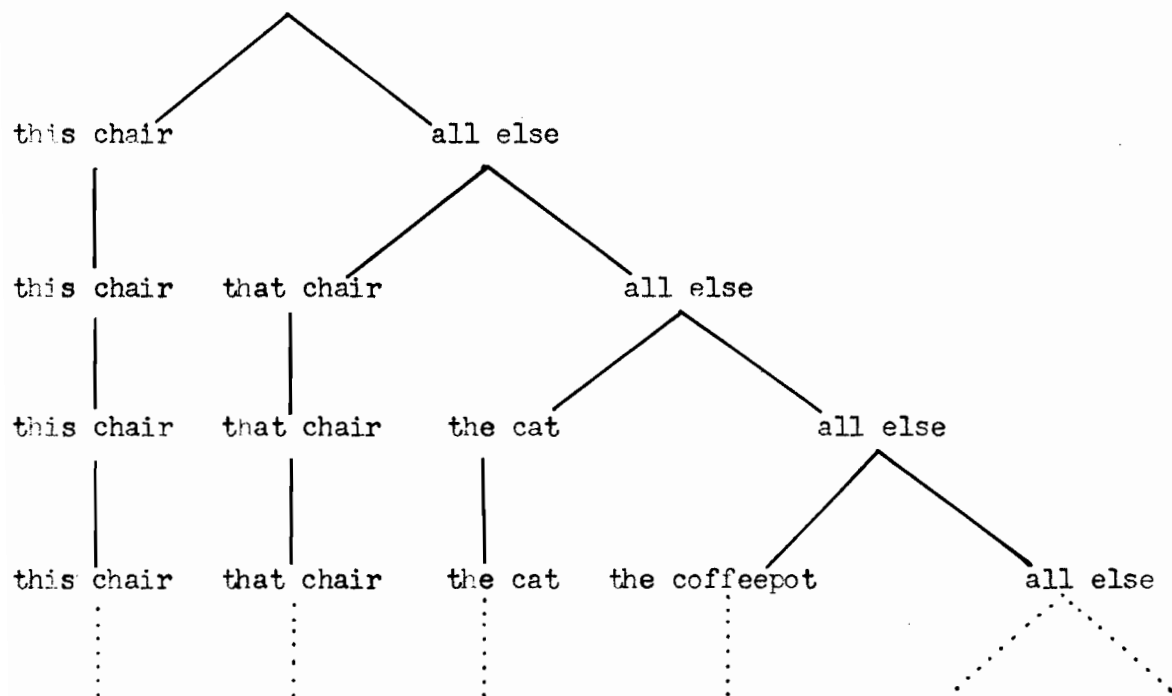 this chair all else
this chair that chair all else
this chair that chair the cat all else
this chair that chair the cat the coffeepot all else